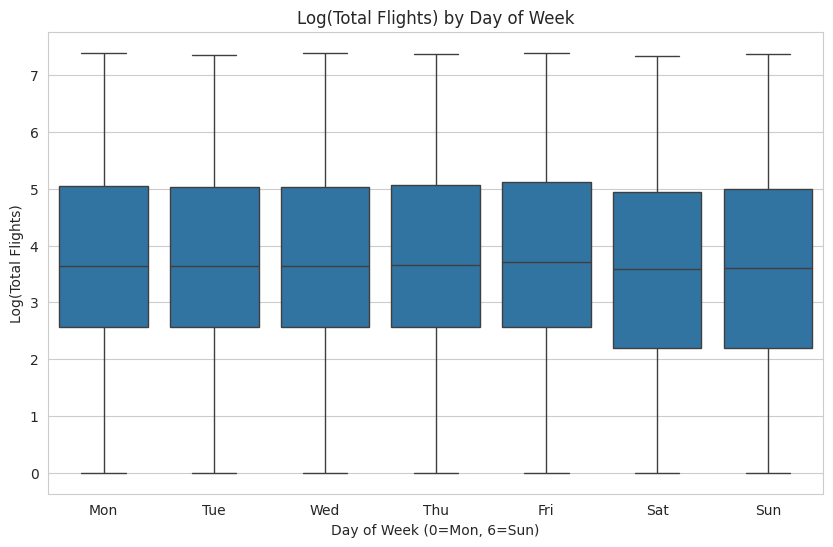 Log(Total Flights) by Day of Week
Log(Total Flights)
7
6
5
4
3
2
1
0
Mon Tue Wed Thu Fri Sat Sun
Day of Week (0=Mon, 6=Sun)